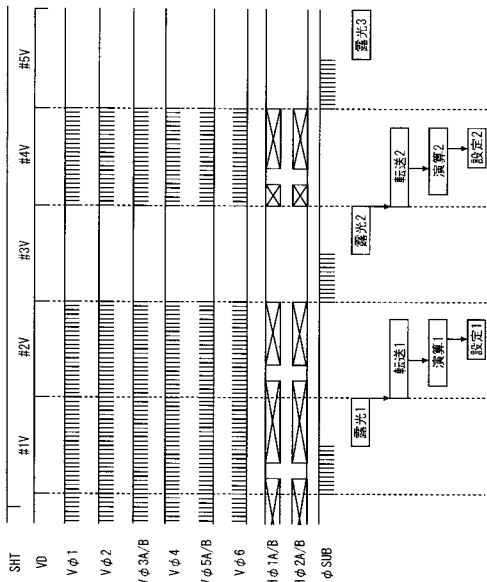 #1V
#2V
#3V
#4V
#5V
SHT
VD
Vφ1
Vφ2
Vφ3A/B
Vφ4
Vφ5A/B
Vφ6
Hφ1A/B
Hφ2A/B
φSUB
露光1
露光2
露光3
転送1
転送2
演算1
演算2
設定1
設定2